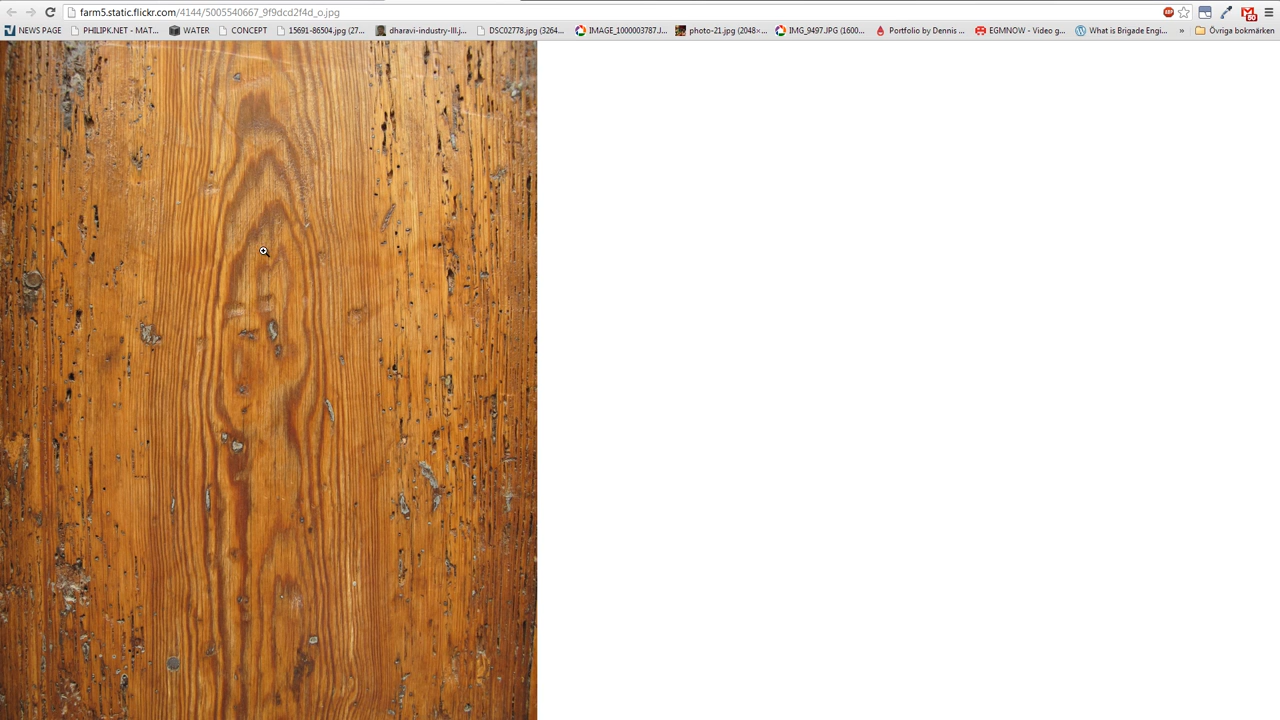 farm5.static.flickr.com/4144/5005540667_9f9dcd2f4d_o.jpg
ABP
50
NEWS PAGE
PHILIPK.NET - MAT...
WATER
CONCEPT
15691-86504.jpg (27...
dharavi-industry-III.j...
DSC02778.jpg (3264...
IMAGE_1000003787.J...
photo-21.jpg (2048×...
IMG_9497.JPG (1600...
Portfolio by Dennis ...
EGMNOW - Video g...
What is Brigade Engi...
»
Övriga bokmärken